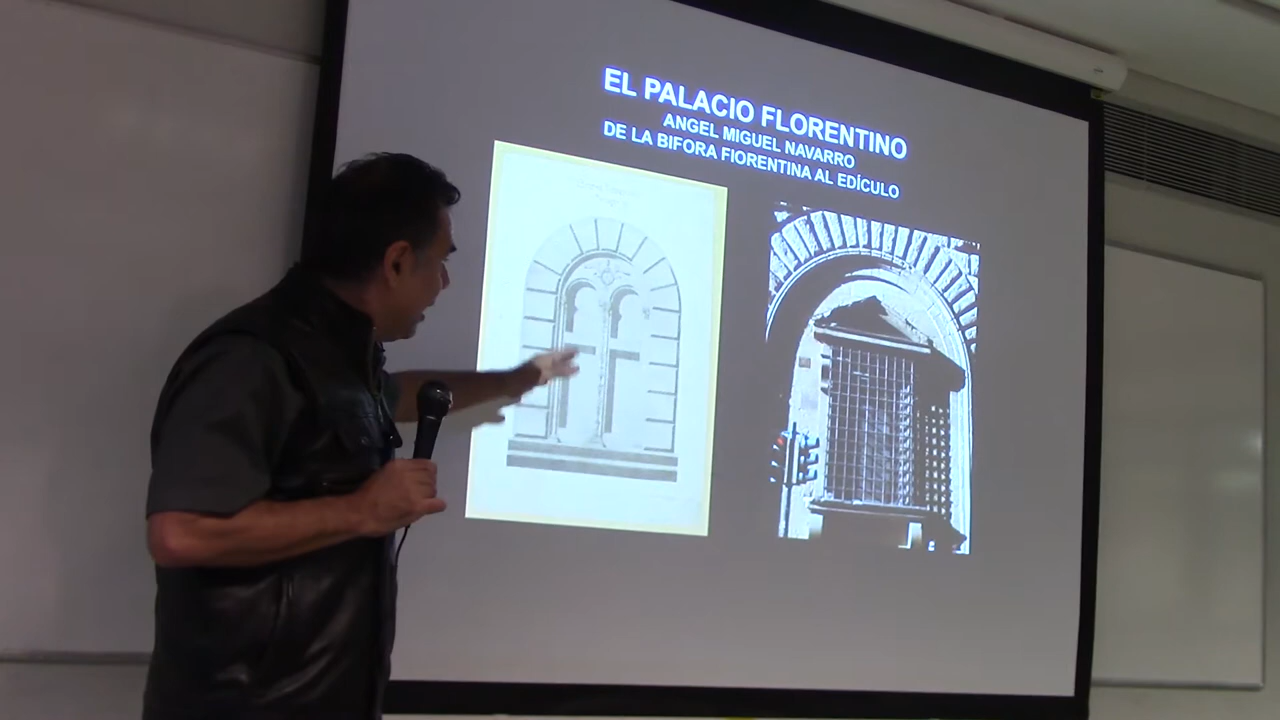 EL PALACIO FLORENTINO
ANGEL MIGUEL NAVARRO
DE LA BIFORA FIORENTINA AL EDÍCULO